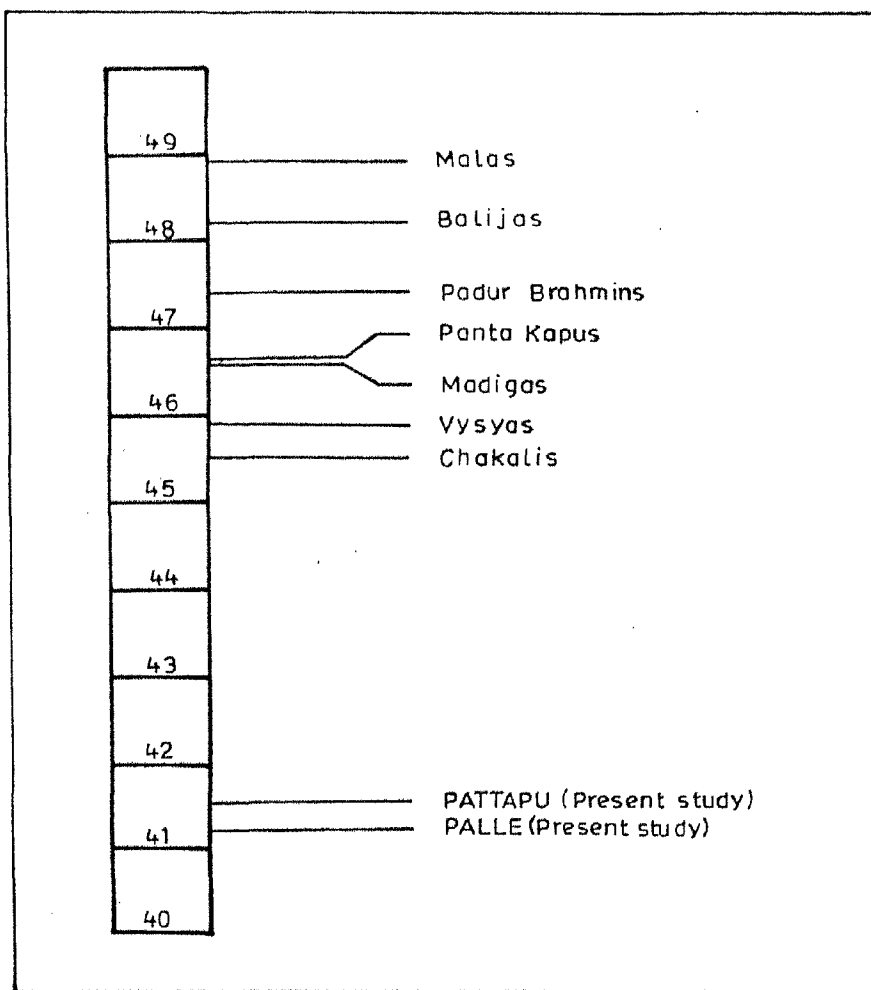 49
Malas
Balijas
48
Padur Brahmins
47
Panta Kapus
Madigas
46
Vysyas
Chakalis
45
44
43
42
PATTAPU (Present study)
PALLE (Present study)
41
40